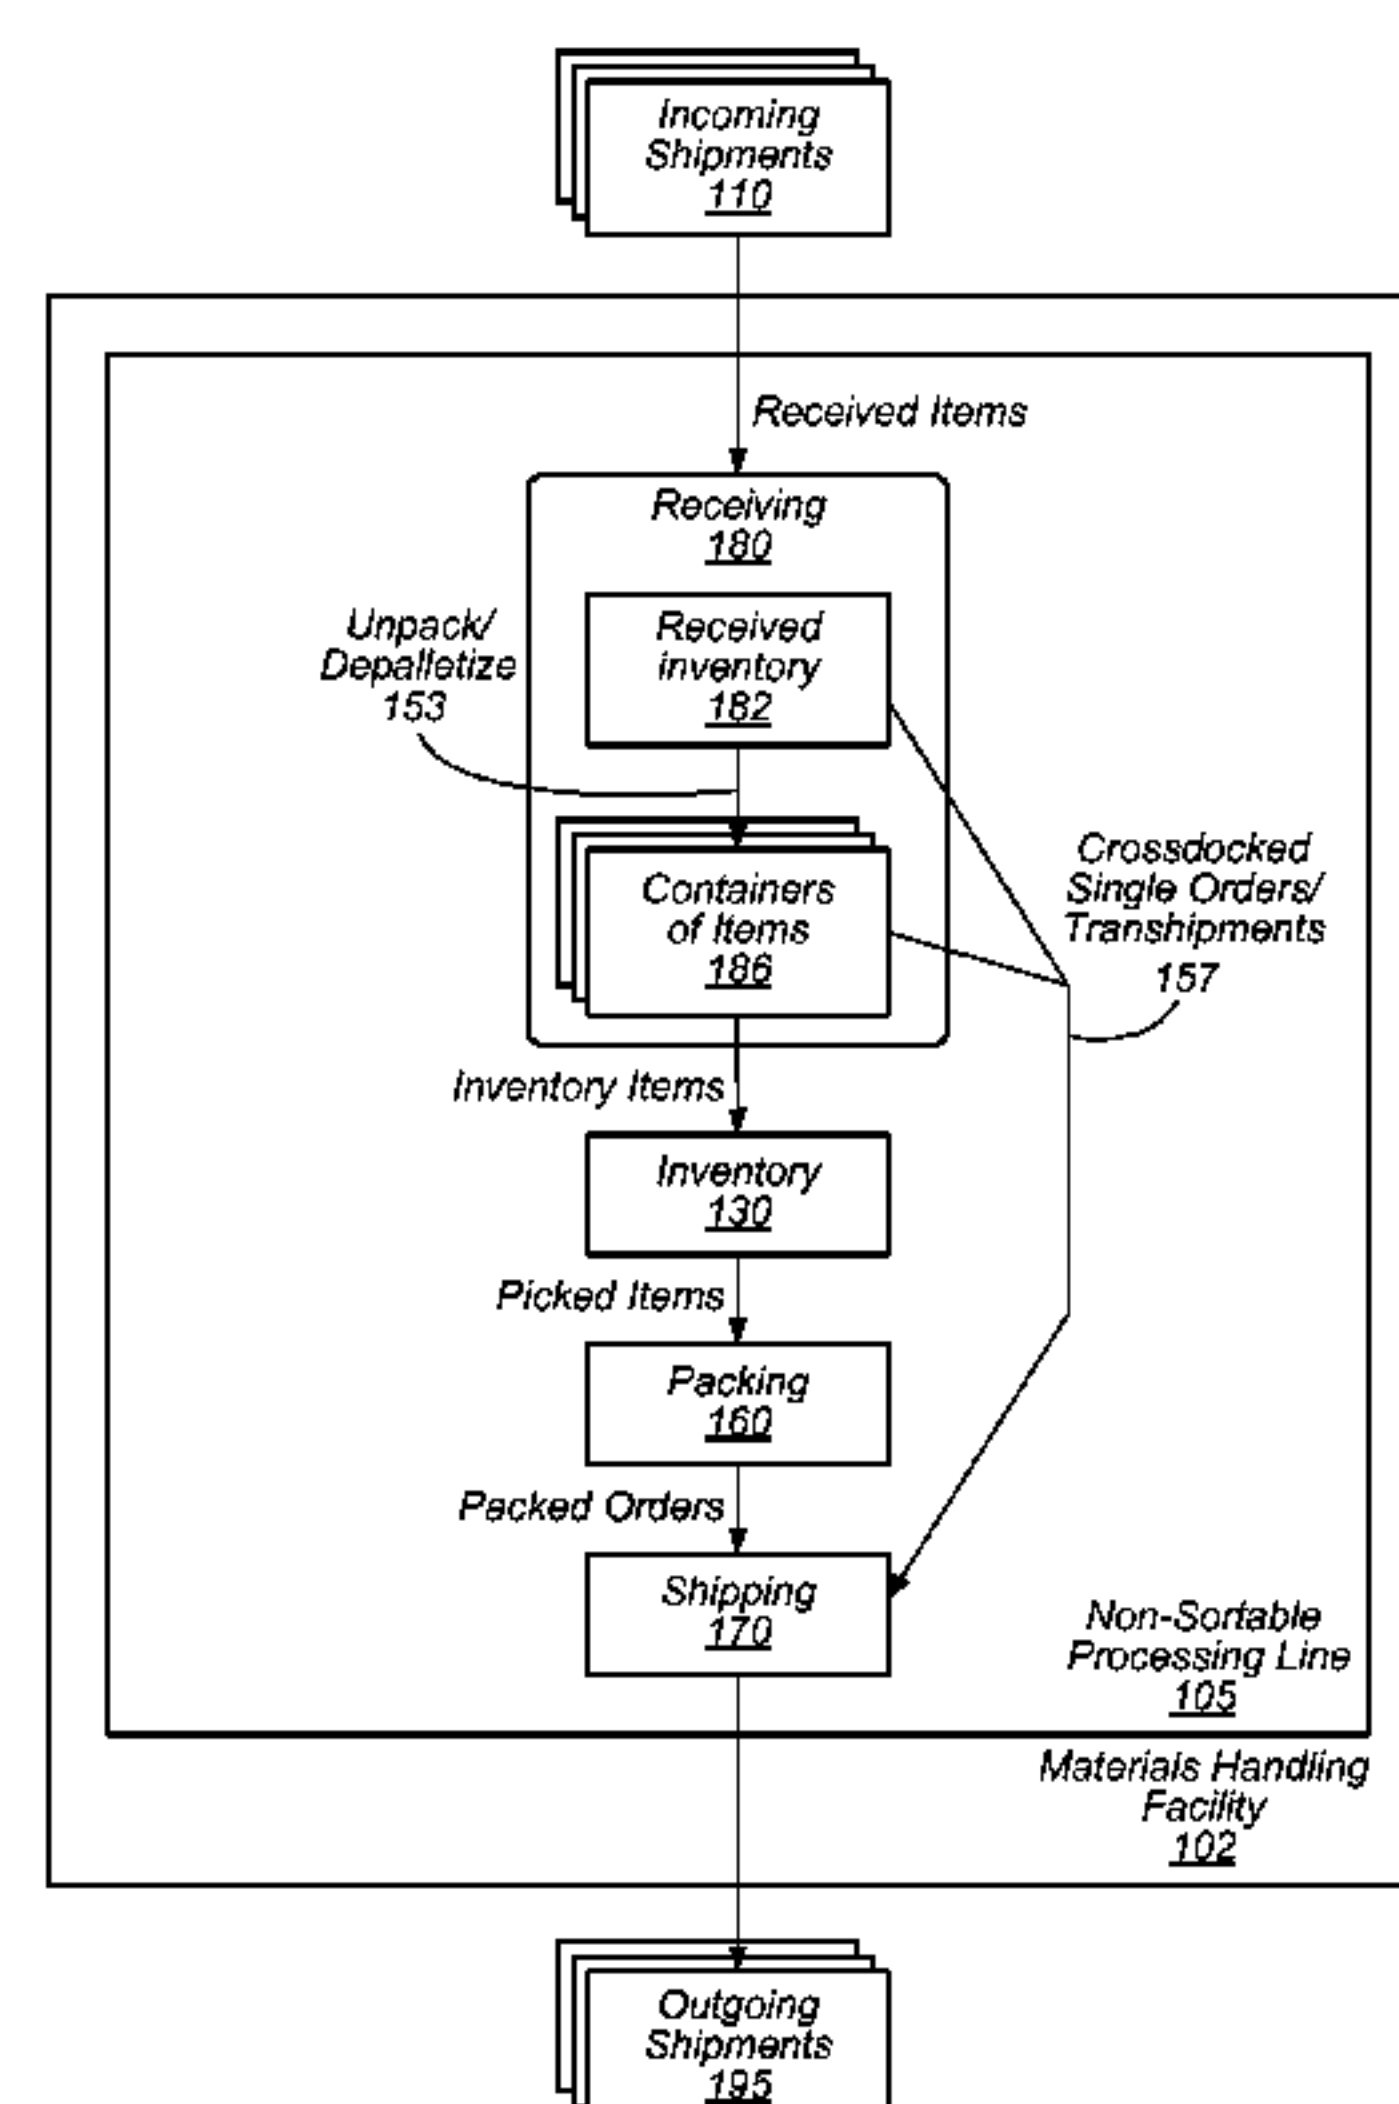 Incoming
Shipments
110
Received Items
Receiving
180
Unpack/
Depalletize
153
Received
inventory
182
Containers
of Items
186
Crossdocked
Single Orders/
Transhipments
157
Inventory Items
Inventory
130
Picked Items
Packing
160
Packed Orders
Shipping
170
Non-Sortable
Processing Line
105
Materials Handling
Facility
102
Outgoing
Shipments
195